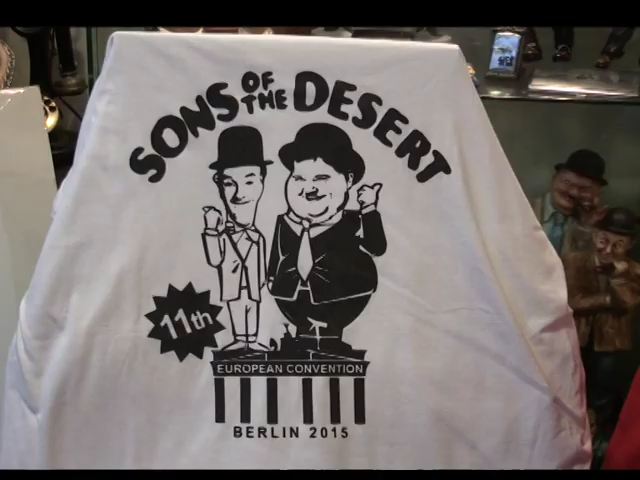 SONS OF THE DESERT
11th
EUROPEAN CONVENTION
BERLIN 2015